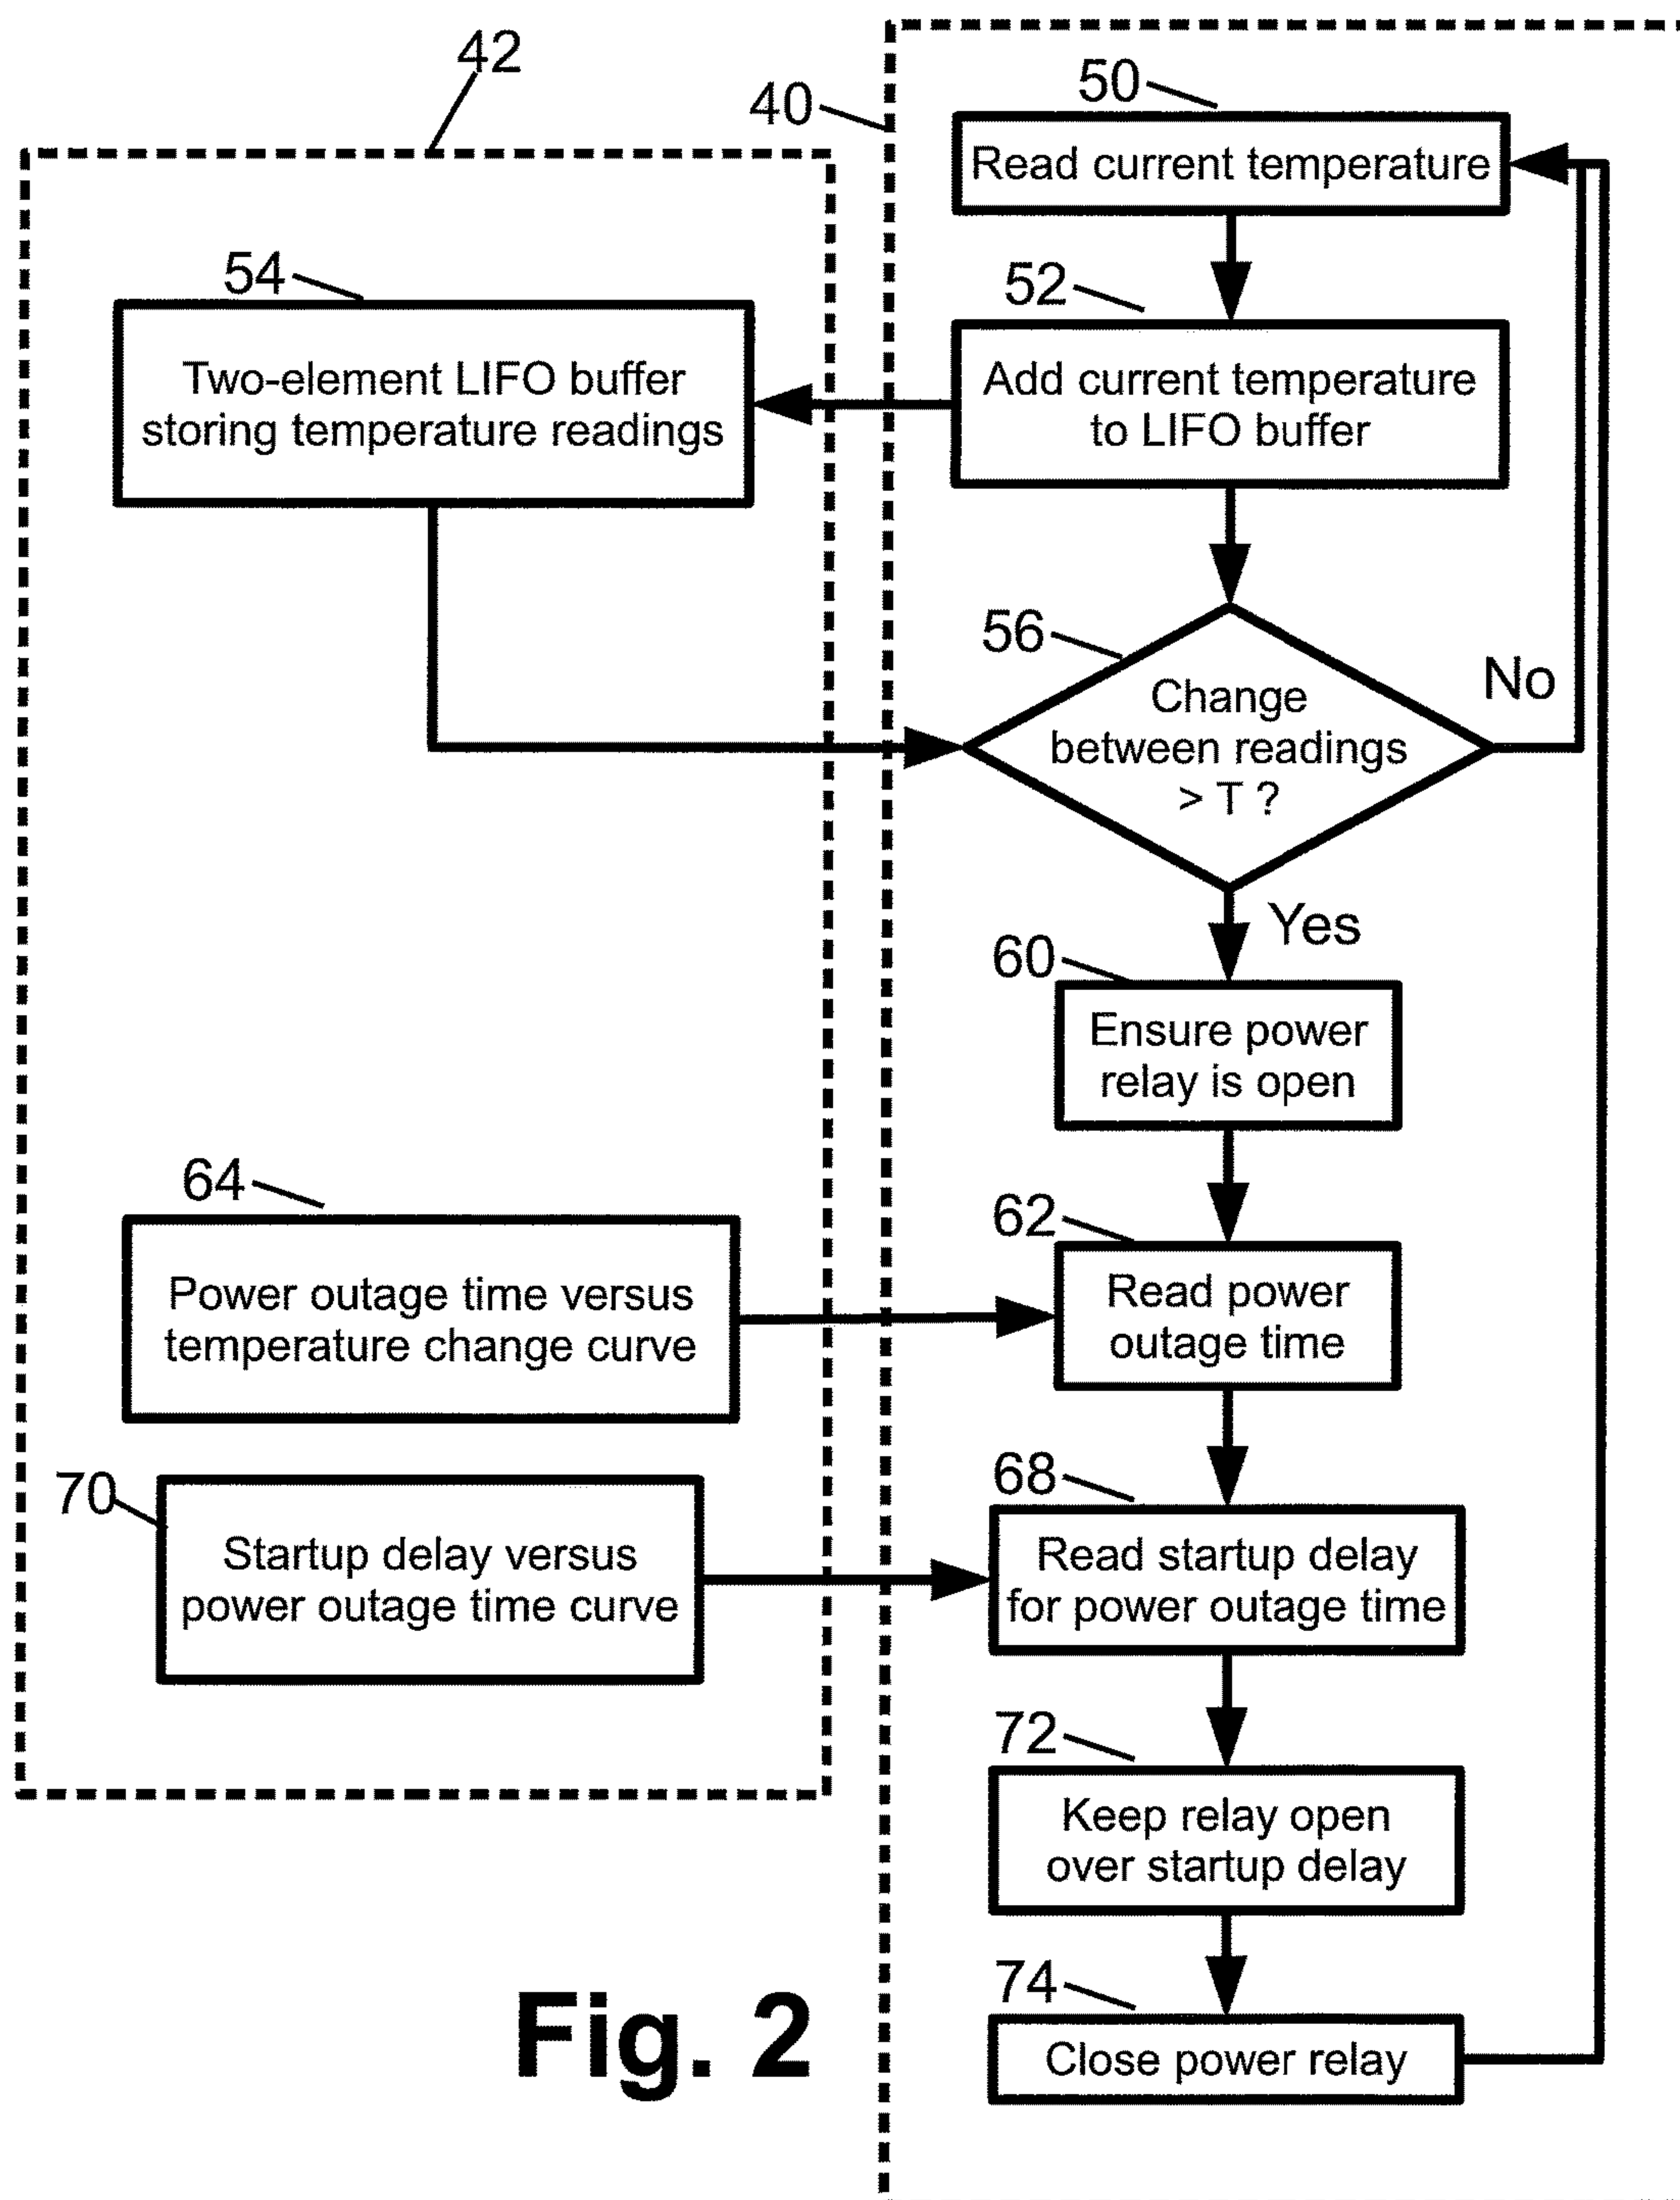 42
40
50
Read current temperature
54
52
Two-element LIFO buffer
storing temperature readings
Add current temperature
to LIFO buffer
56
Change
between readings
> T ?
No
Yes
60
Ensure power
relay is open
64
62
Power outage time versus
temperature change curve
Read power
outage time
70
68
Startup delay versus
power outage time curve
Read startup delay
for power outage time
72
Keep relay open
over startup delay
74
Close power relay
Fig. 2